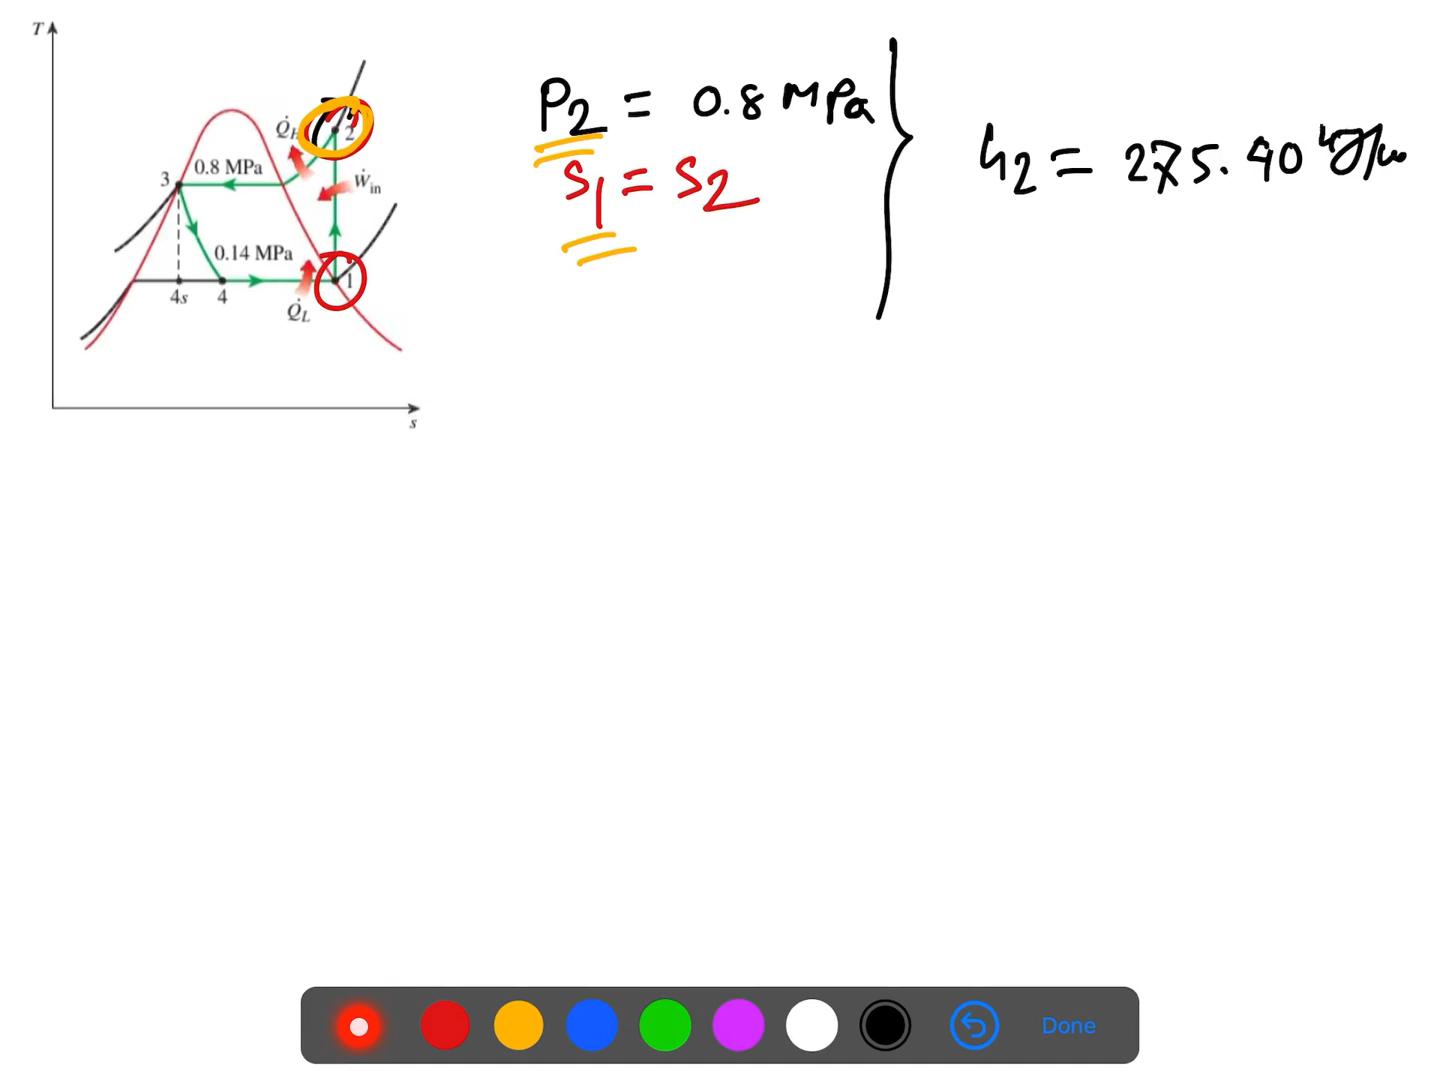 T
P2 = 0.8 MPa
Q̇H
2
h2 = 275.40 kJ/kg
3
0.8 MPa
Ẇin
s1 = s2
0.14 MPa
4s
4
1
Q̇L
s
Done